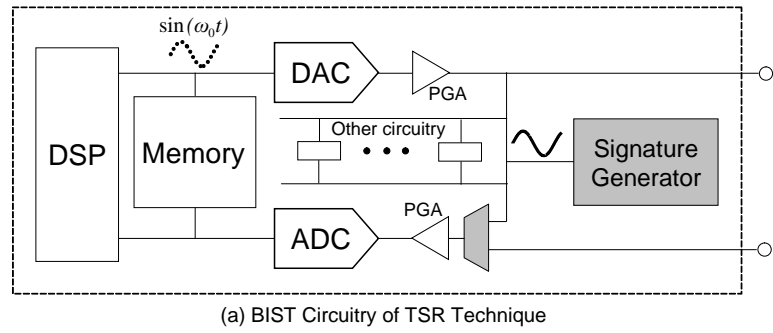 sin(ω₀t)
DAC
PGA
DSP
Memory
Other circuitry
Signature
Generator
PGA
ADC
(a) BIST Circuitry of TSR Technique